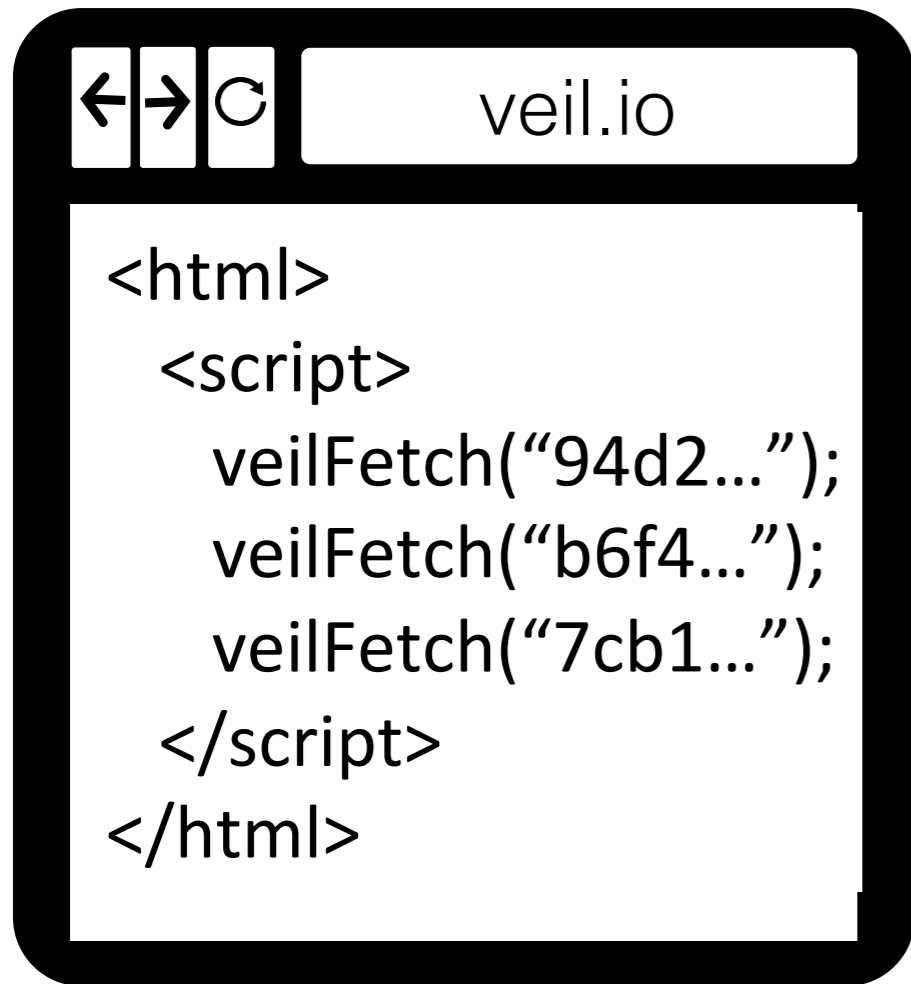 veil.io
<html>
<script>
veilFetch(“94d2…”);
veilFetch(“b6f4…”);
veilFetch(“7cb1…”);
</script>
</html>